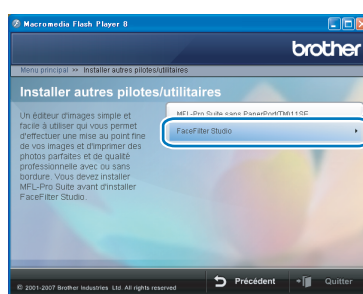 Macromedia Flash Player 8
brother
Menu principal >> Installer autres pilotes/utilitaires
Installer autres pilotes/utilitaires
Un éditeur d'images simple et
facile à utiliser qui vous permet
d'effectuer une mise au point fine
de vos images et d'imprimer des
photos parfaites et de qualité
professionnelle avec ou sans
bordure. Vous devez installer
MFL-Pro Suite avant d'installer
FaceFilter Studio.
MFL-Pro Suite sans PaperPort(TM)11SE
FaceFilter Studio
© 2001-2007 Brother Industries Ltd. All rights reserved
Précédent
Quitter